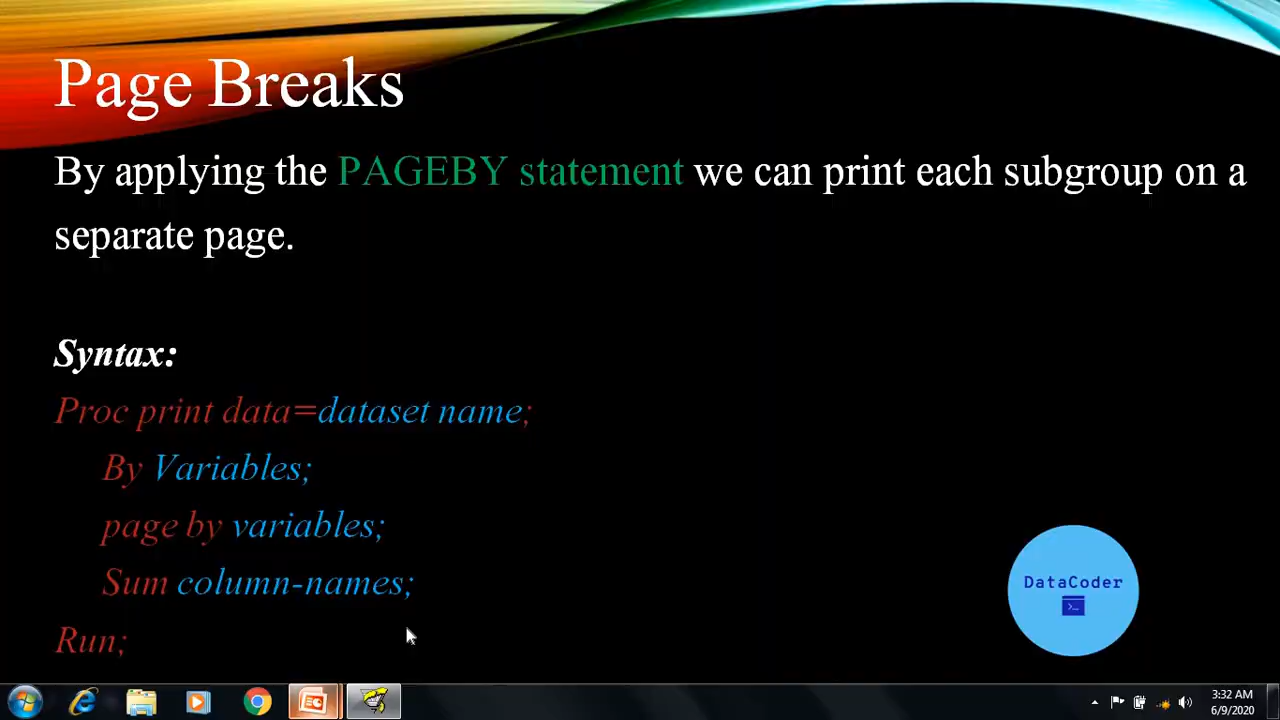 Page Breaks
By applying the PAGEBY statement we can print each subgroup on a
separate page.
Syntax:
Proc print data=dataset name;
By Variables;
page by variables;
Sum column-names;
Run;
DataCoder
>_
3:32 AM
6/9/2020